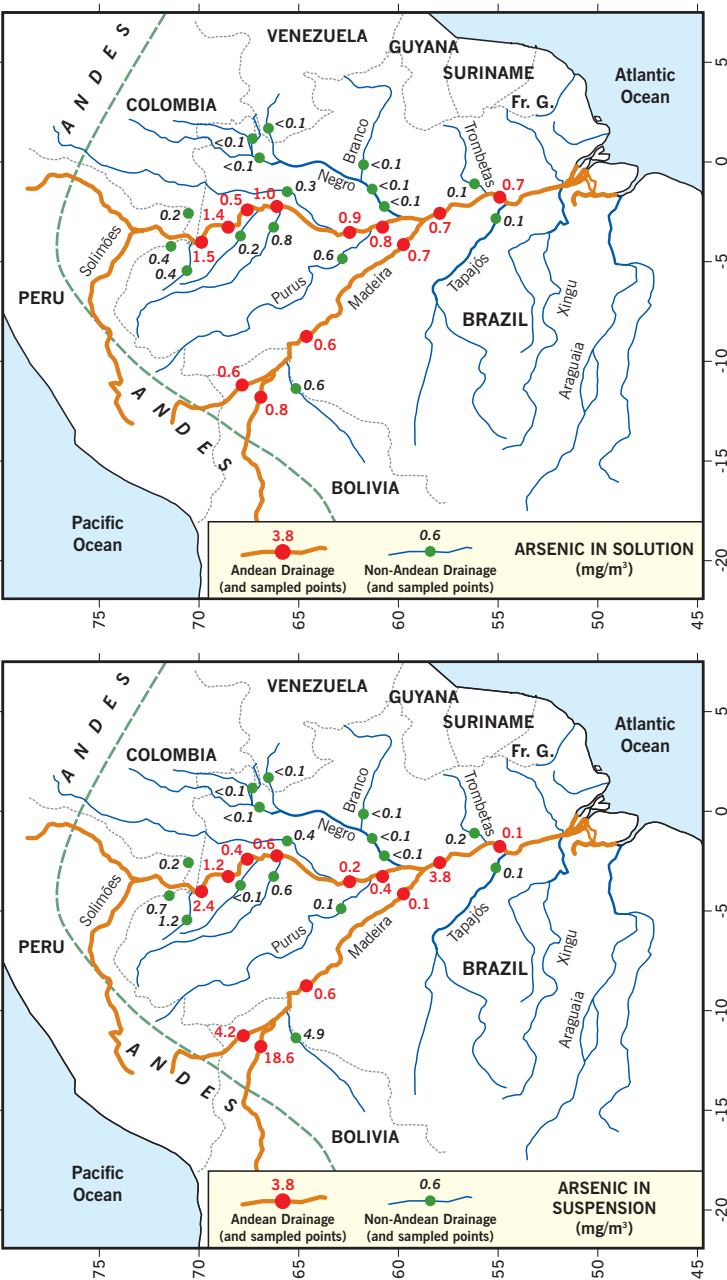 ANDES
VENEZUELA
GUYANA
SURINAME
Fr. G.
Atlantic
Ocean
COLOMBIA
<0.1
<0.1
<0.1
Branco
<0.1
Negro
<0.1
<0.1
Trombetas
0.1
0.7
0.1
0.3
0.5
1.0
0.2
1.4
0.9
0.7
0.4
1.5
0.2
0.8
0.8
0.4
0.6
0.7
Solimões
Purus
Madeira
Tapajós
PERU
BRAZIL
Xingu
Araguaia
0.6
0.6
0.8
0.6
ANDES
BOLIVIA
Pacific
Ocean
3.8
Andean Drainage
(and sampled points)
0.6
Non-Andean Drainage
(and sampled points)
ARSENIC IN SOLUTION
(mg/m³)
5
0
-5
-10
-15
-20
75
70
65
60
55
50
45
ANDES
VENEZUELA
GUYANA
SURINAME
Fr. G.
Atlantic
Ocean
COLOMBIA
<0.1
<0.1
<0.1
Branco
<0.1
Negro
<0.1
<0.1
Trombetas
0.2
0.1
0.1
0.4
0.4
0.6
0.2
1.2
0.2
3.8
0.7
2.4
<0.1
0.6
0.4
1.2
0.1
0.1
Solimões
Purus
Madeira
Tapajós
PERU
BRAZIL
Xingu
Araguaia
0.6
4.2
18.6
4.9
ANDES
BOLIVIA
Pacific
Ocean
3.8
Andean Drainage
(and sampled points)
0.6
Non-Andean Drainage
(and sampled points)
ARSENIC IN
SUSPENSION
(mg/m³)
5
0
-5
-10
-15
-20
75
70
65
60
55
50
45